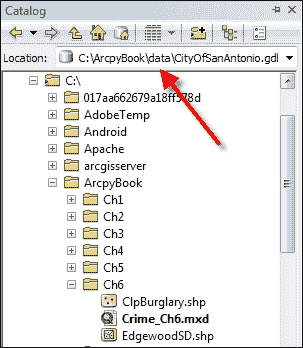 Catalog
Location: C:\ArcpyBook\data\CityOfSanAntonio.gdl
C:\
017aa662679a18ff578d
AdobeTemp
Android
Apache
arcgisserver
ArcpyBook
Ch1
Ch2
Ch3
Ch4
Ch5
Ch6
ClpBurglary.shp
Crime_Ch6.mxd
EdgewoodSD.shp